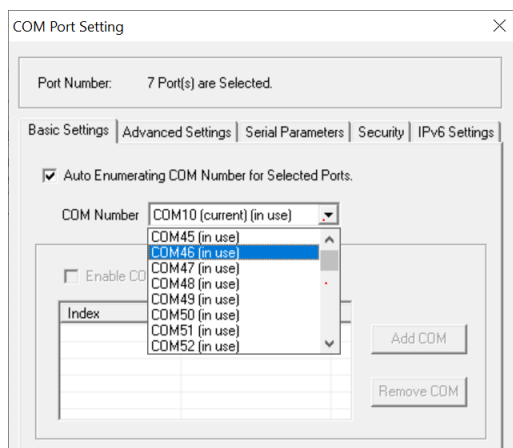 COM Port Setting
Port Number: 7 Port(s) are Selected.
Basic Settings Advanced Settings Serial Parameters Security IPv6 Settings
Auto Enumerating COM Number for Selected Ports.
COM Number COM10 (current) (in use)
COM45 (in use)
COM46 (in use)
COM47 (in use)
Enable CO
COM48 (in use)
COM49 (in use)
Index
COM50 (in use)
COM51 (in use)
COM52 (in use)
Add COM
Remove COM